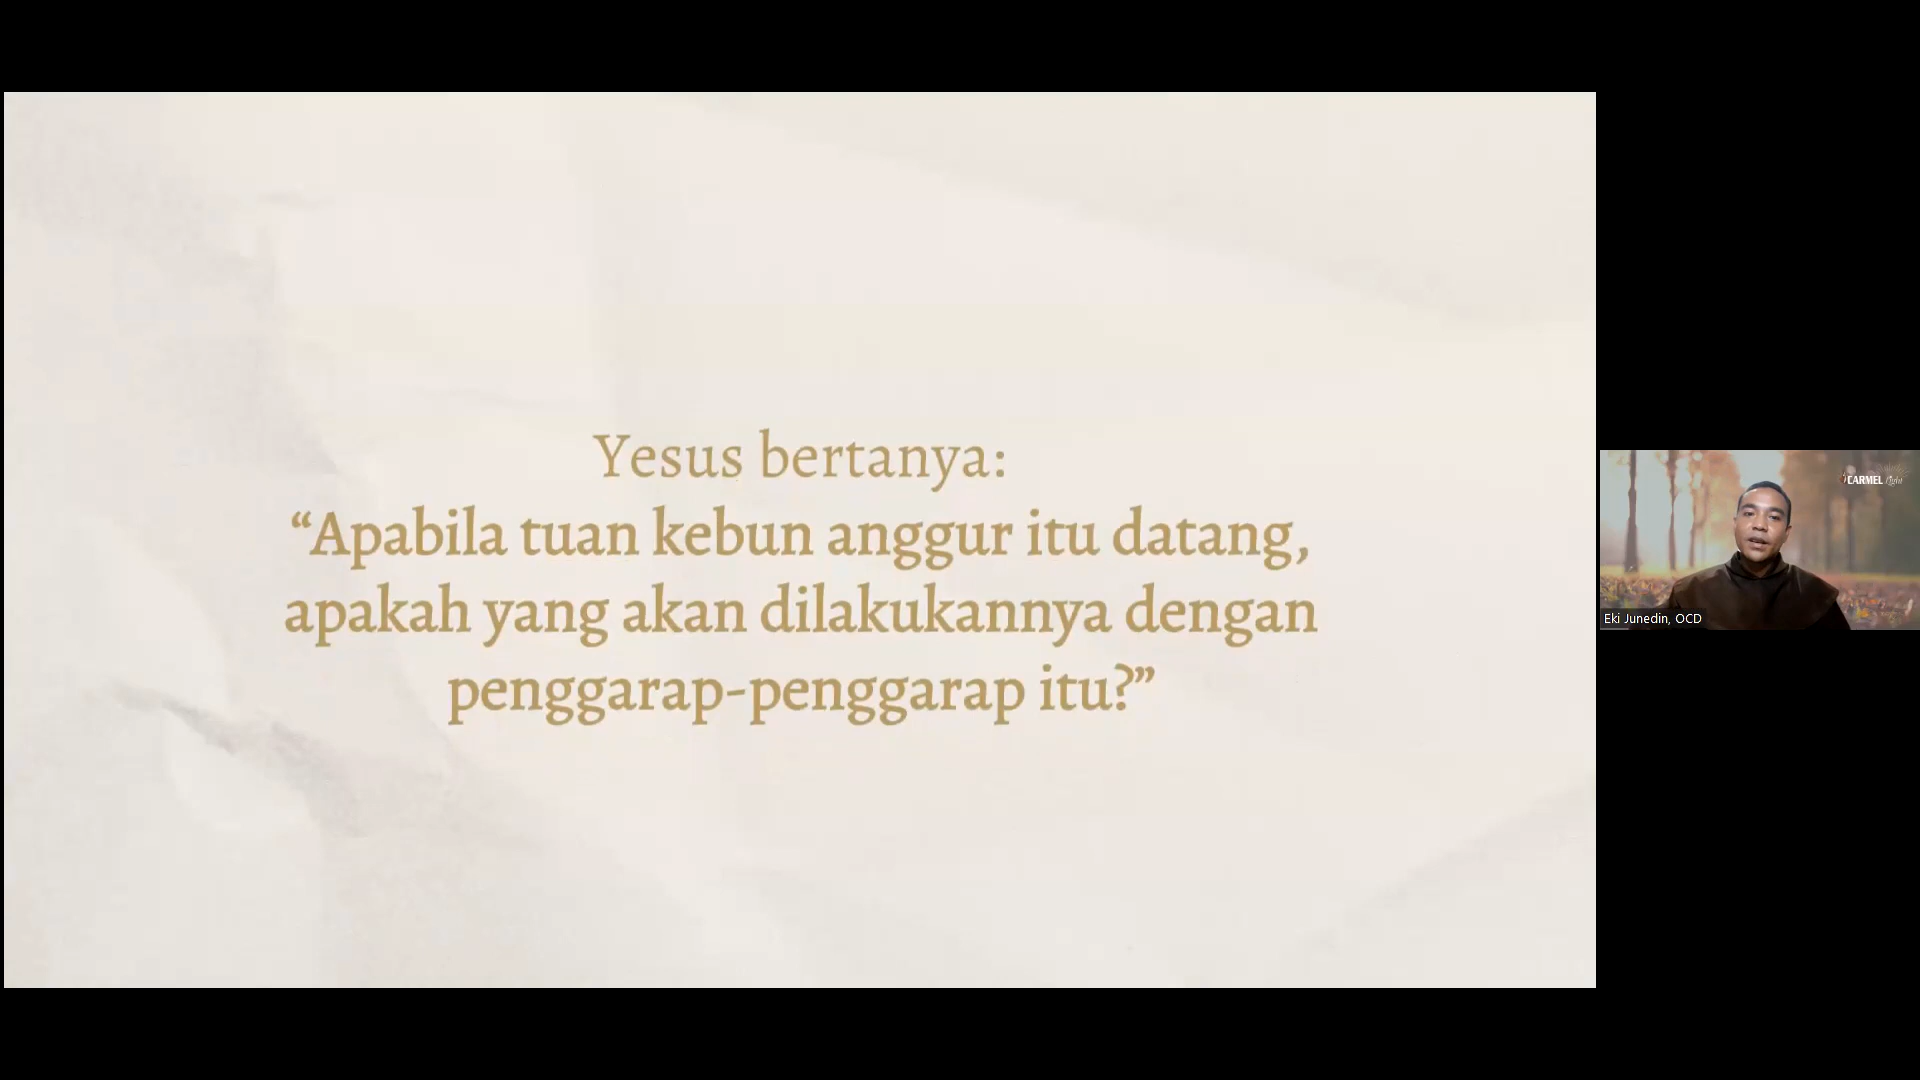 Yesus bertanya:
“Apabila tuan kebun anggur itu datang,
apakah yang akan dilakukannya dengan
penggarap-penggarap itu?”
CARMEL Light
Eki Junedin, OCD